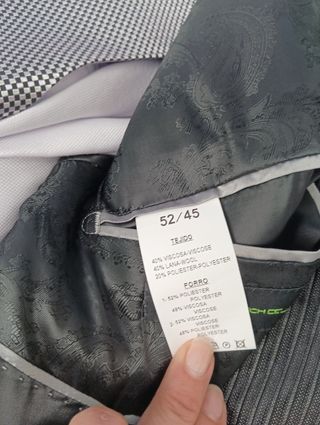 52/45
TEJIDO
40% VISCOSA-VISCOSE
40% LANA-WOOL
20% POLIESTER-POLYESTER
FORRO
1- 52% POLIESTER
POLYESTER
48%-VISCOSA
VISCOSE
2- 52% VISCOSA
VISCOSE
48% POLIESTER
POLYESTER